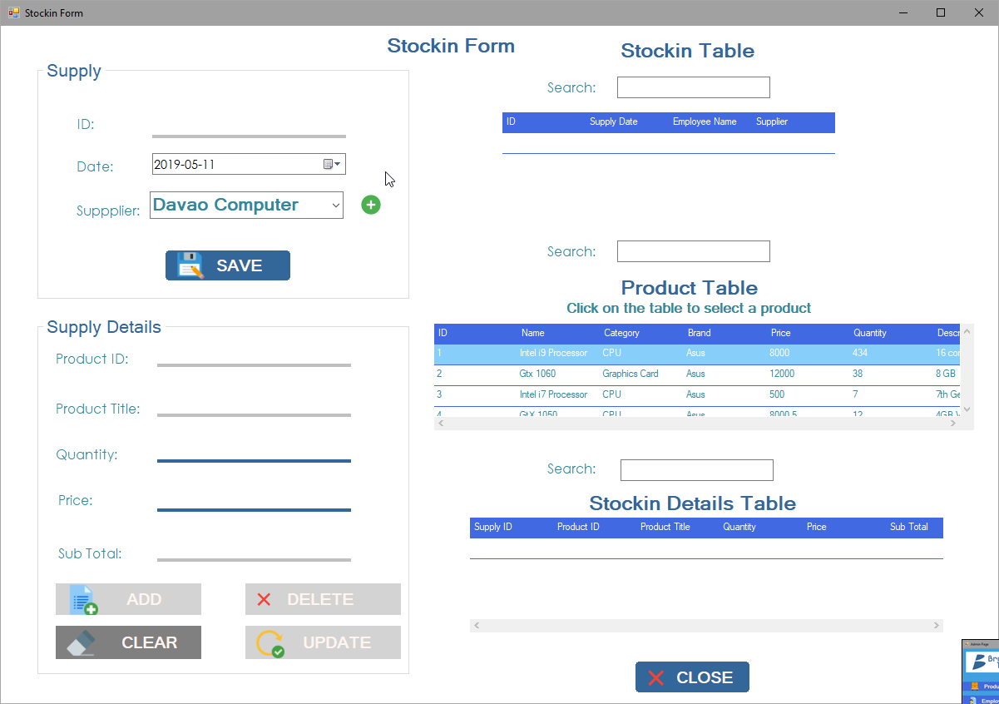 Stockin Form
Stockin Form
Supply
ID:
Date: 2019-05-11
Suppplier: Davao Computer
SAVE
Supply Details
Product ID:
Product Title:
Quantity:
Price:
Sub Total:
ADD DELETE
CLEAR UPDATE
Stockin Table
Search:
ID Supply Date Employee Name Supplier
Search:
Product Table
Click on the table to select a product
ID Name Category Brand Price Quantity Descr
1 Intel i9 Processor CPU Asus 8000 434 16 cor
2 Gtx 1060 Graphics Card Asus 12000 38 8 GB
3 Intel i7 Processor CPU Asus 500 7 7th Ge
4 GtX 1050 CPU Asus 8000.5 12 4GB
Search:
Stockin Details Table
Supply ID Product ID Product Title Quantity Price Sub Total
CLOSE
Admin Page
Bry
Produ
Employ